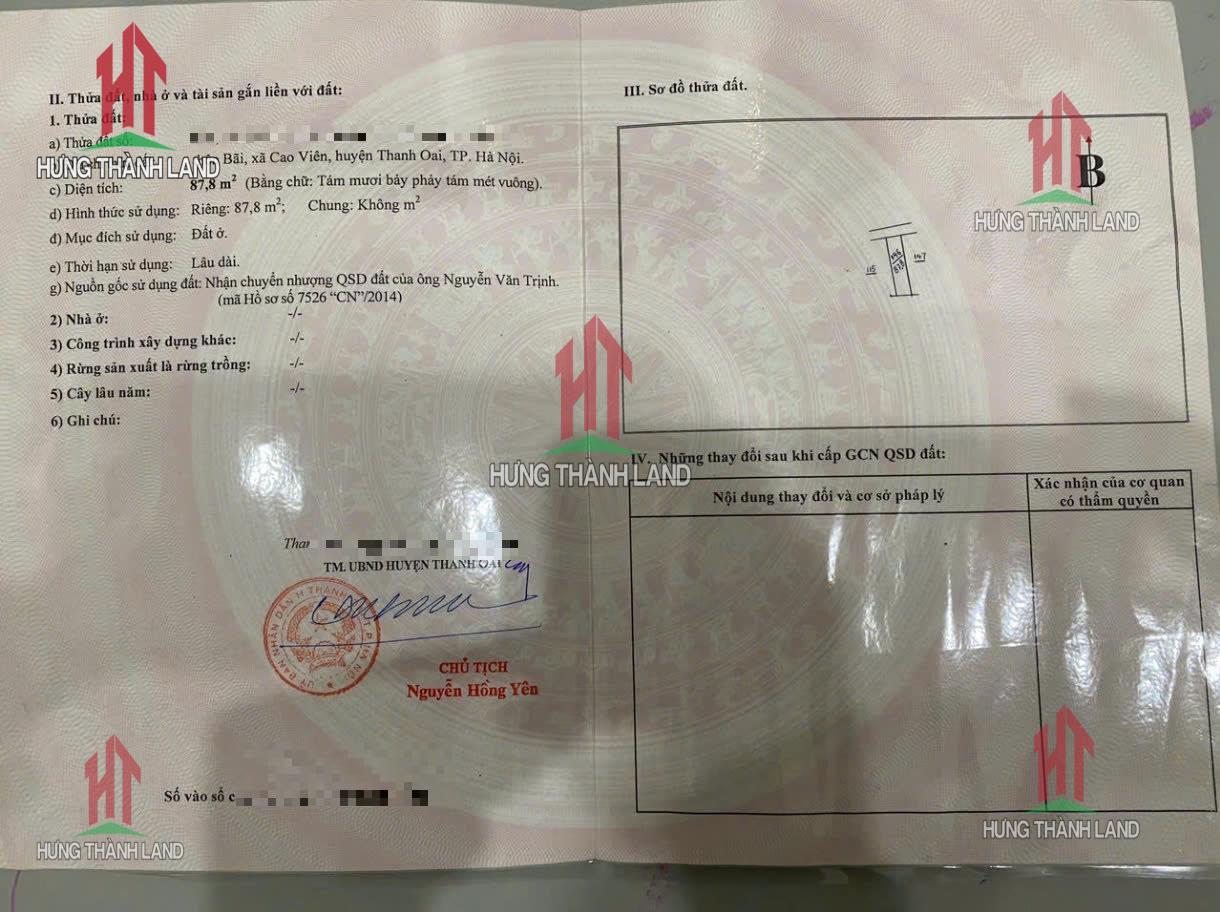 II. Thửa đất, nhà ở và tài sản gắn liền với đất:
1. Thửa đất:
a) Thửa đất số:
Bãi, xã Cao Viên, huyện Thanh Oai, TP. Hà Nội.
c) Diện tích: 87,8 m² (Bằng chữ: Tám mươi bảy phảy tám mét vuông).
d) Hình thức sử dụng: Riêng: 87,8 m²; Chung: Không m²
đ) Mục đích sử dụng: Đất ở.
e) Thời hạn sử dụng: Lâu dài.
g) Nguồn gốc sử dụng đất: Nhận chuyển nhượng QSD đất của ông Nguyễn Văn Trịnh.
(mã Hồ sơ số 7526 “CN”/2014)
2) Nhà ở: -/-
3) Công trình xây dựng khác: -/-
4) Rừng sản xuất là rừng trồng: -/-
5) Cây lâu năm: -/-
6) Ghi chú:
TM. UBND HUYỆN THANH OAI
CHỦ TỊCH
Nguyễn Hồng Yên
Số vào sổ
III. Sơ đồ thửa đất.
B
115
146
87,8
147
IV. Những thay đổi sau khi cấp GCN QSD đất:
Nội dung thay đổi và cơ sở pháp lý
Xác nhận của cơ quan
có thẩm quyền
HƯNG THÀNH LAND
HƯNG THÀNH LAND
HƯNG THÀNH LAND
HƯNG THÀNH LAND
HƯNG THÀNH LAND